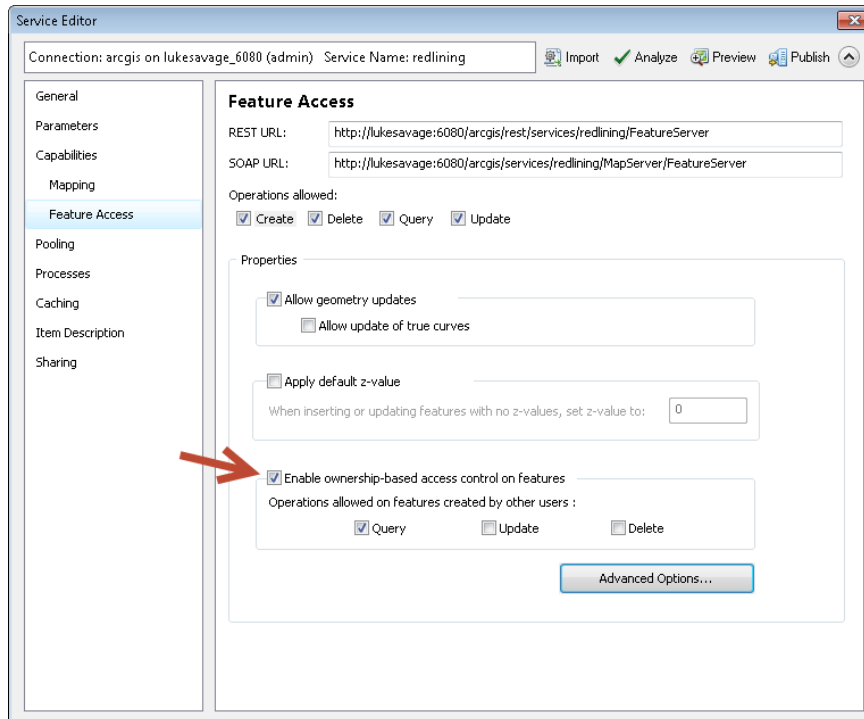 Service Editor
Connection: arcgis on lukesavage_6080 (admin) Service Name: redlining
Import Analyze Preview Publish
General
Parameters
Capabilities
Mapping
Feature Access
Pooling
Processes
Caching
Item Description
Sharing
Feature Access
REST URL: http://lukesavage:6080/arcgis/rest/services/redlining/FeatureServer
SOAP URL: http://lukesavage:6080/arcgis/services/redlining/MapServer/FeatureServer
Operations allowed:
Create Delete Query Update
Properties
Allow geometry updates
Allow update of true curves
Apply default z-value
When inserting or updating features with no z-values, set z-value to: 0
Enable ownership-based access control on features
Operations allowed on features created by other users :
Query Update Delete
Advanced Options...